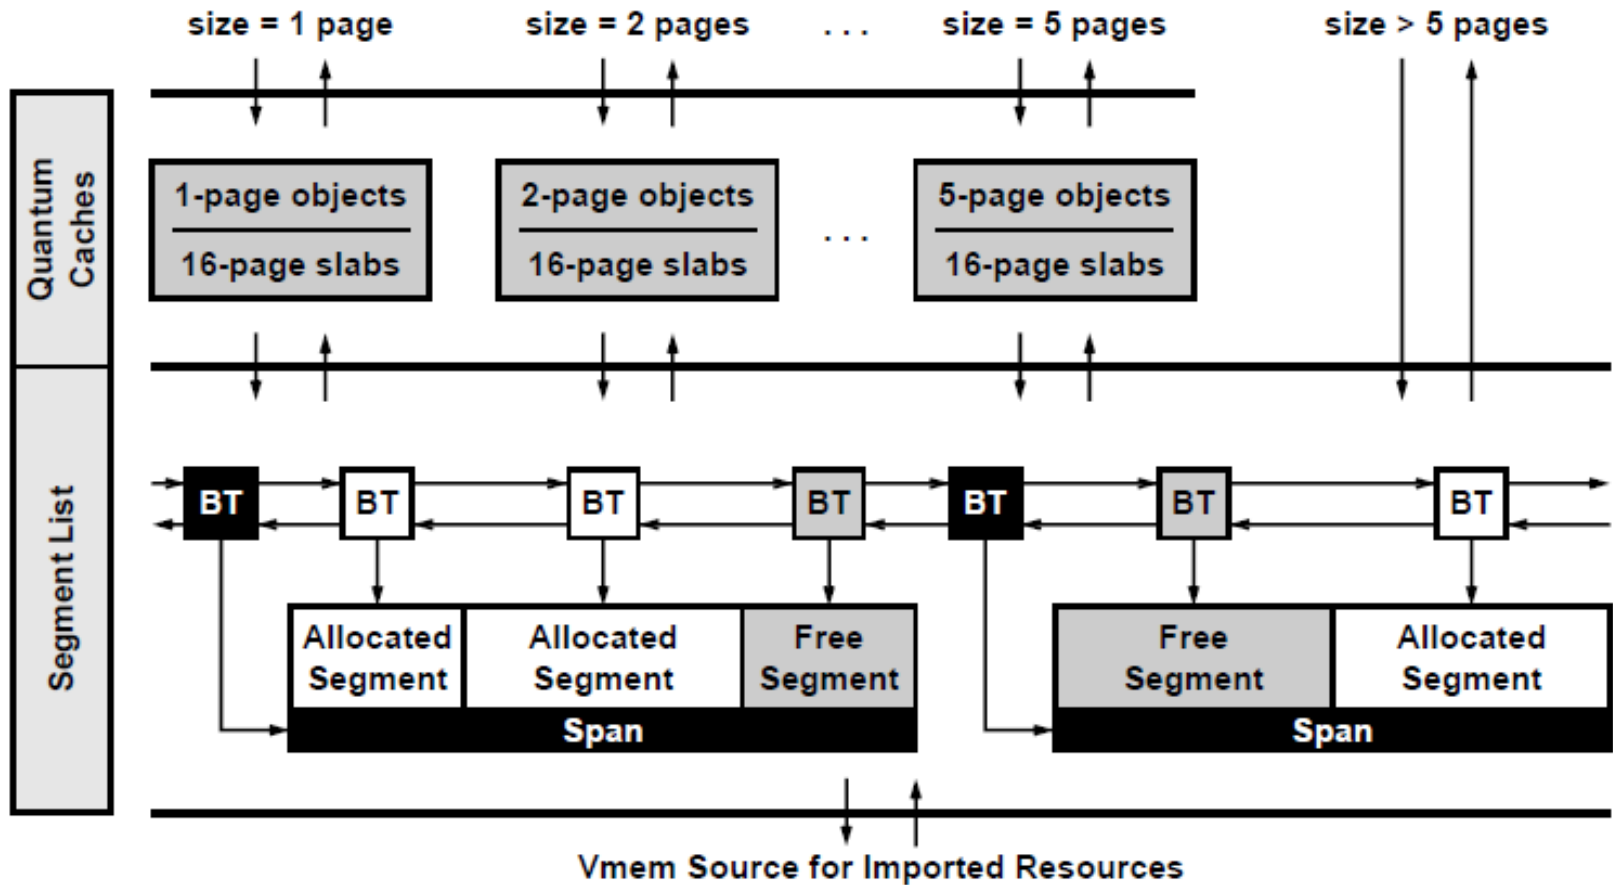 size = 1 page
size = 2 pages
. . .
size = 5 pages
size > 5 pages
Quantum
Caches
1-page objects
16-page slabs
2-page objects
16-page slabs
. . .
5-page objects
16-page slabs
Segment List
BT
BT
BT
BT
BT
BT
BT
Allocated
Segment
Allocated
Segment
Free
Segment
Span
Free
Segment
Allocated
Segment
Span
Vmem Source for Imported Resources